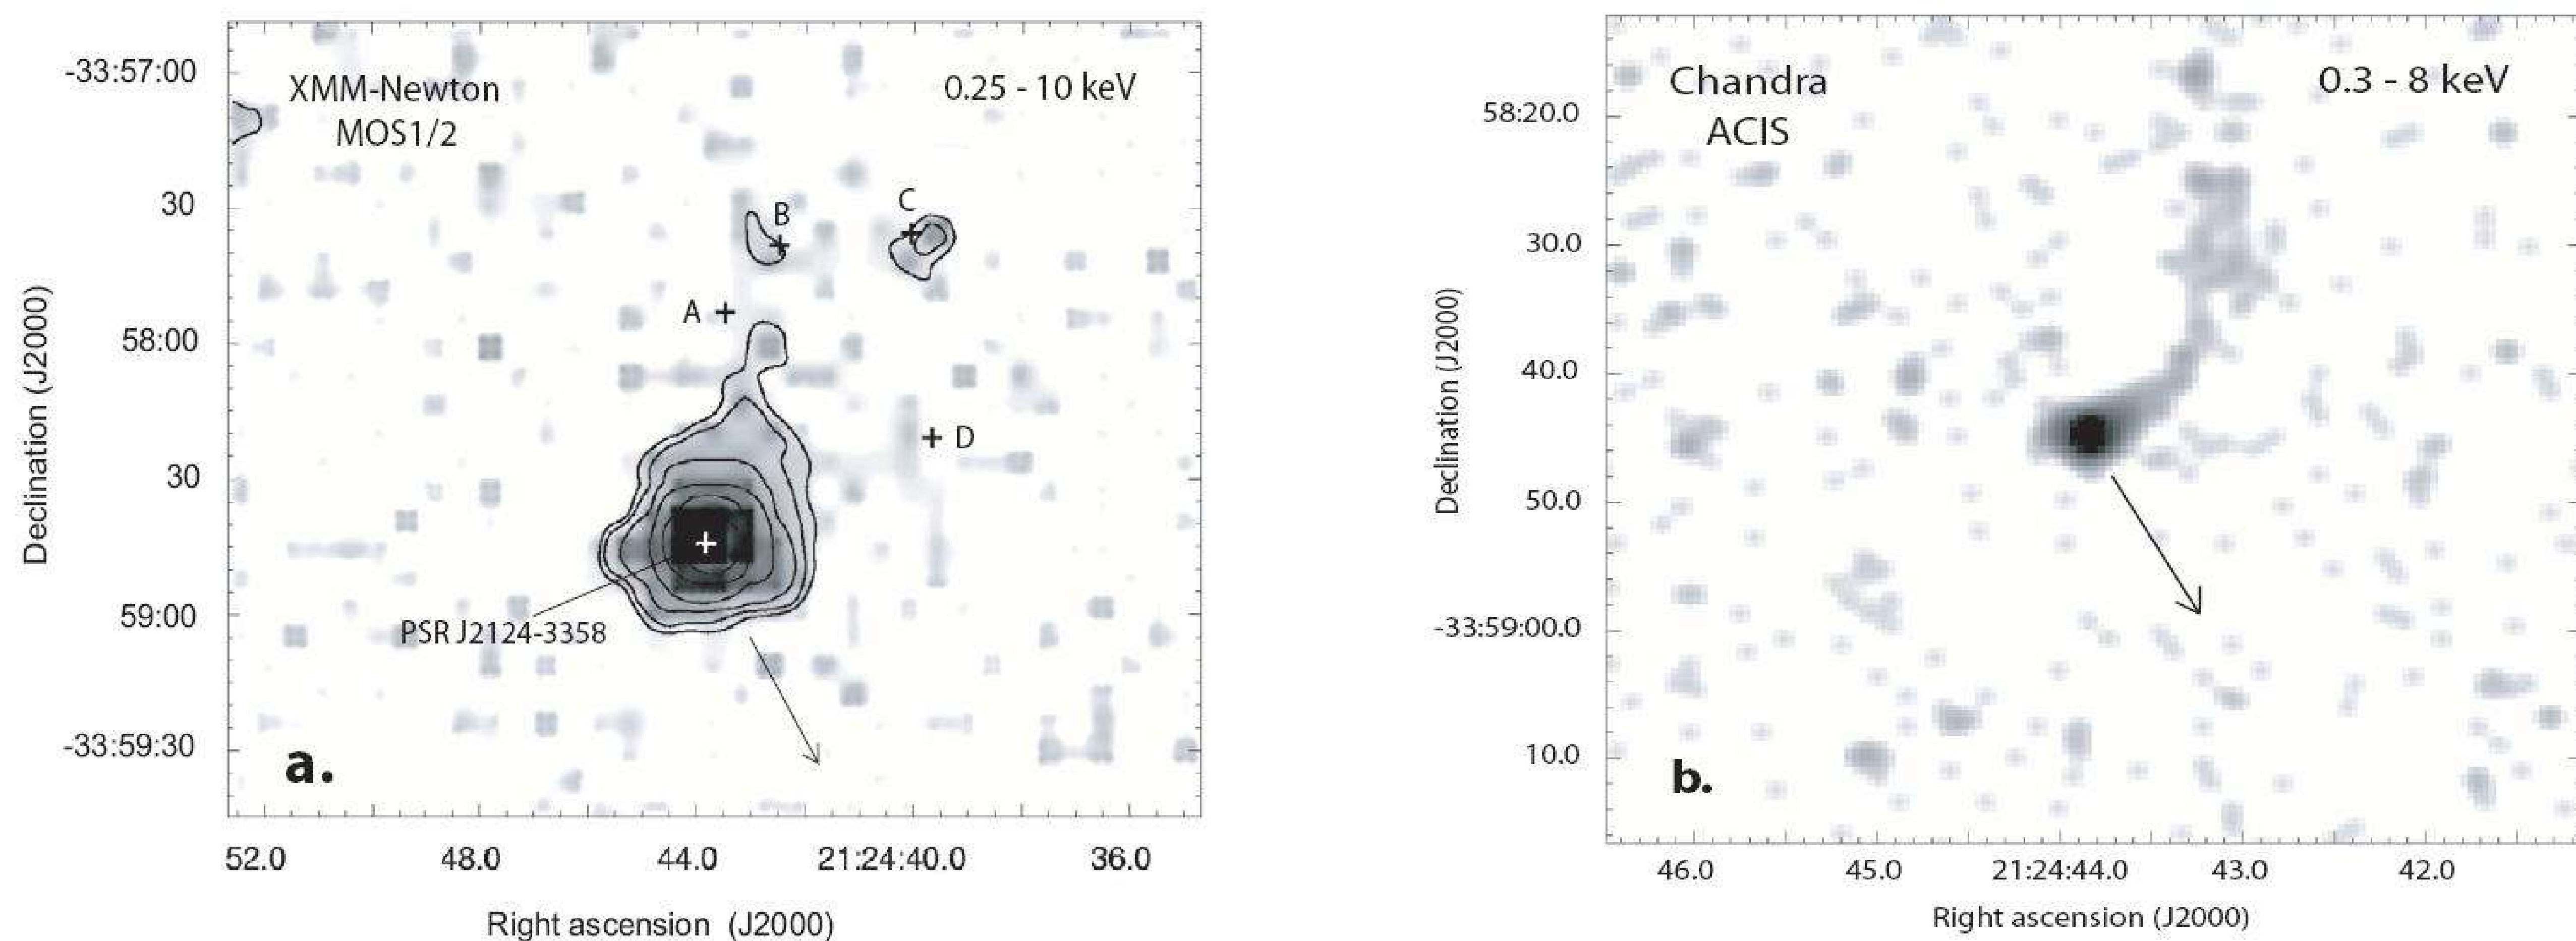 XMM-Newton
MOS1/2
0.25 - 10 keV
-33:57:00
30
58:00
30
59:00
-33:59:30
Declination (J2000)
A
B
C
D
PSR J2124-3358
a.
52.0 48.0 44.0 21:24:40.0 36.0
Right ascension (J2000)
Chandra
ACIS
0.3 - 8 keV
58:20.0
30.0
40.0
50.0
-33:59:00.0
10.0
Declination (J2000)
b.
46.0 45.0 21:24:44.0 43.0 42.0
Right ascension (J2000)